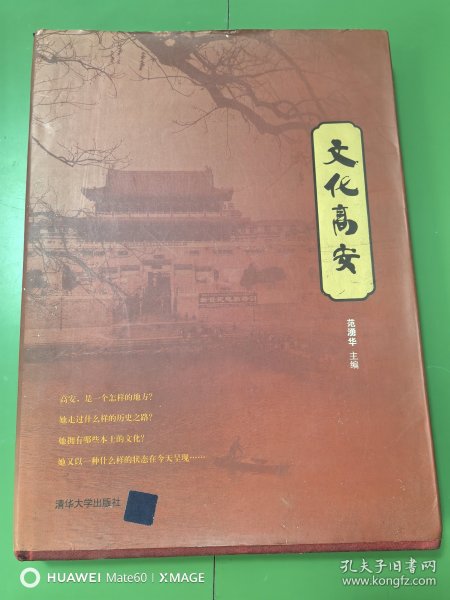 文化高安
范湧华 主编
高安，是一个怎样的地方？
她走过什么样的历史之路？
她拥有哪些本土的文化？
她又以一种什么样的状态在今天呈现……
清华大学出版社
HUAWEI Mate60 | XMAGE
孔夫子旧书网
www.kongfz.com